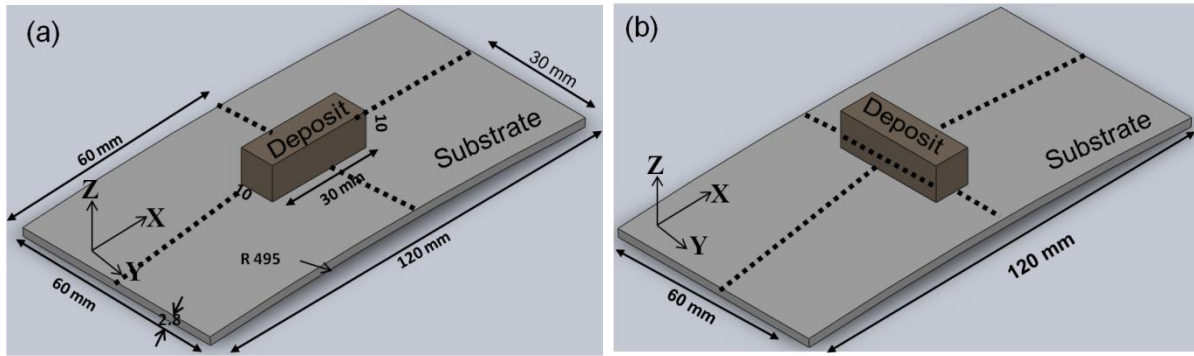 (a)
60 mm
30 mm
Deposit
10
10
30 mm
Substrate
Z
X
Y
R 495
120 mm
60 mm
2.8
(b)
Deposit
Substrate
Z
X
Y
120 mm
60 mm